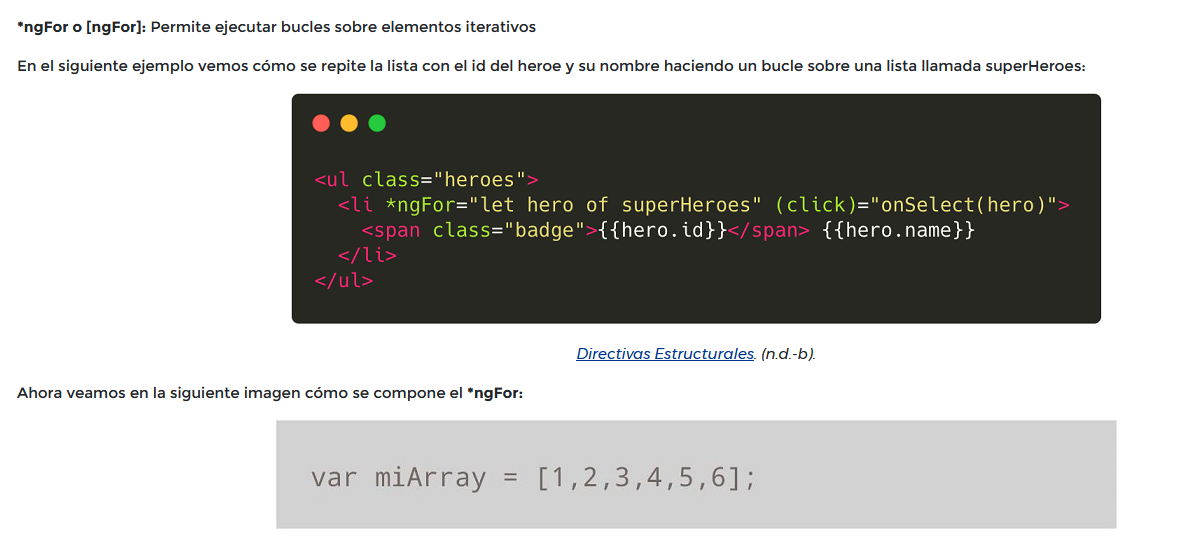 *ngFor o [ngFor]: Permite ejecutar bucles sobre elementos iterativos
En el siguiente ejemplo vemos cómo se repite la lista con el id del heroe y su nombre haciendo un bucle sobre una lista llamada superHeroes:
<ul class="heroes">
  <li *ngFor="let hero of superHeroes" (click)="onSelect(hero)">
    <span class="badge">{{hero.id}}</span> {{hero.name}}
  </li>
</ul>
Directivas Estructurales. (n.d.-b).
Ahora veamos en la siguiente imagen cómo se compone el *ngFor:
var miArray = [1,2,3,4,5,6];